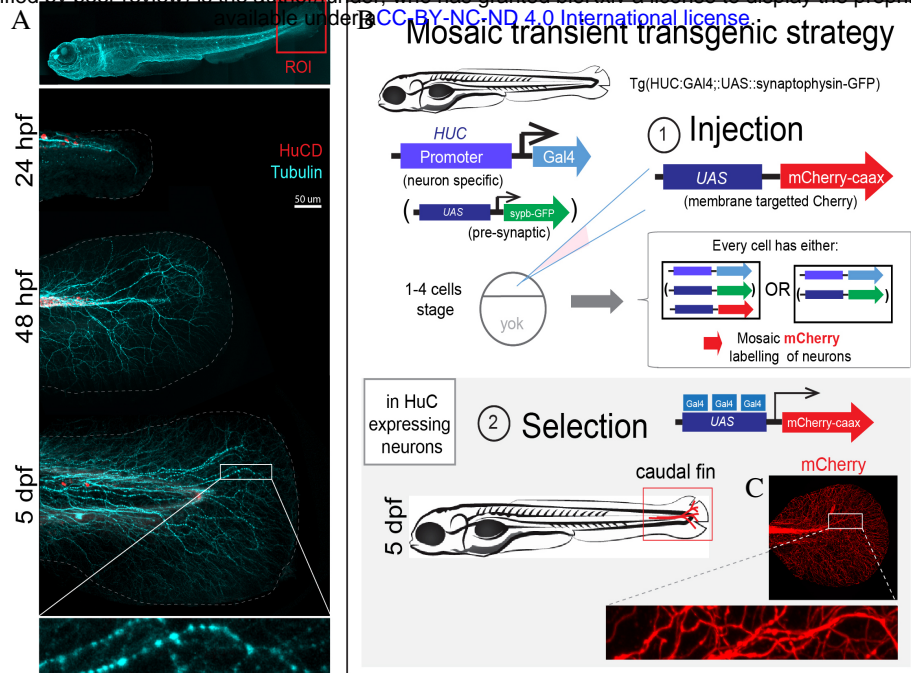 available under aCC-BY-NC-ND 4.0 International license.
A
ROI
24 hpf
HuCD
Tubulin
50 um
48 hpf
5 dpf
B
Mosaic transient transgenic strategy
Tg(HUC:GAl4;:UAS::synaptophysin-GFP)
HUC
Promoter
Gal4
(neuron specific)
( UAS sypb-GFP )
(pre-synaptic)
1 Injection
UAS
mCherry-caax
(membrane targetted Cherry)
1-4 cells
stage
yok
Every cell has either:
( ) OR ( )
Mosaic mCherry
labelling of neurons
in HuC
expressing
neurons
2 Selection
Gal4 Gal4 Gal4
UAS
mCherry-caax
caudal fin
5 dpf
C
mCherry